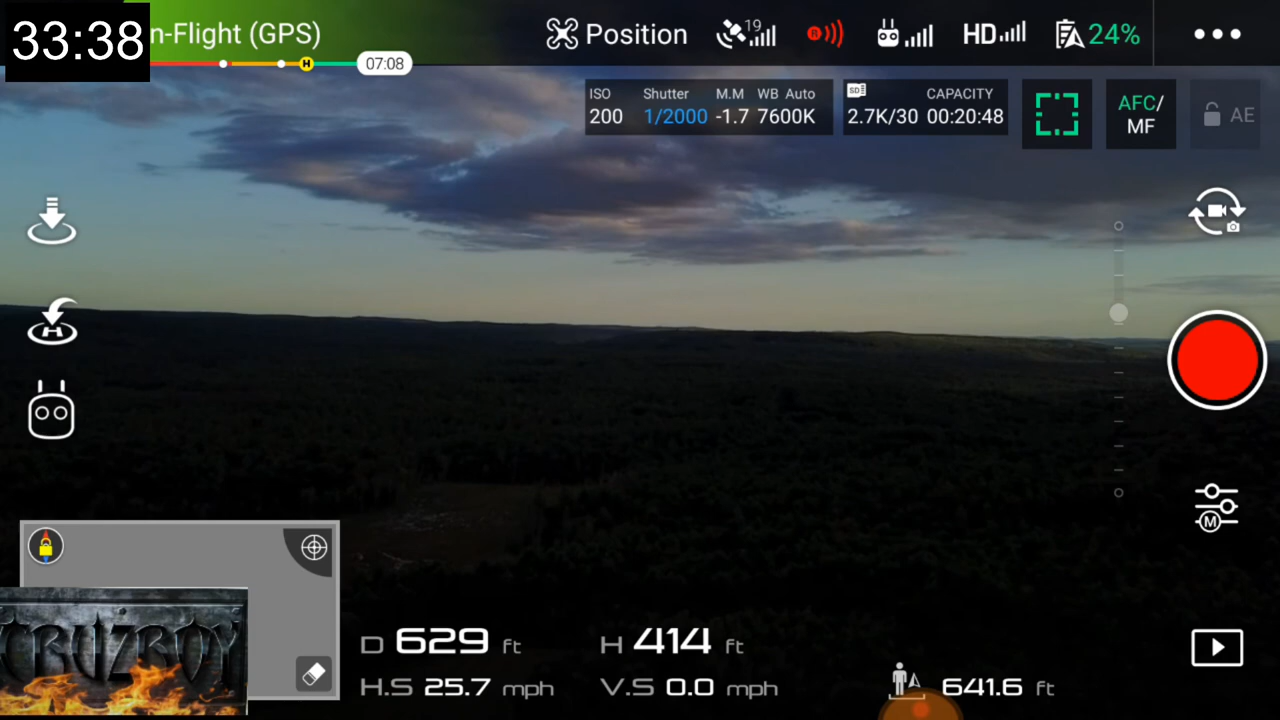 33:38
n-Flight (GPS)
Position
19
R
HD
24%
H
07:08
ISO Shutter M.M WB Auto
200 1/2000 -1.7 7600K
SD
CAPACITY
2.7K/30 00:20:48
AFC/
MF
AE
H
M
CRUZBOY
D 629 ft
H 414 ft
H.S 25.7 mph
V.S 0.0 mph
641.6 ft